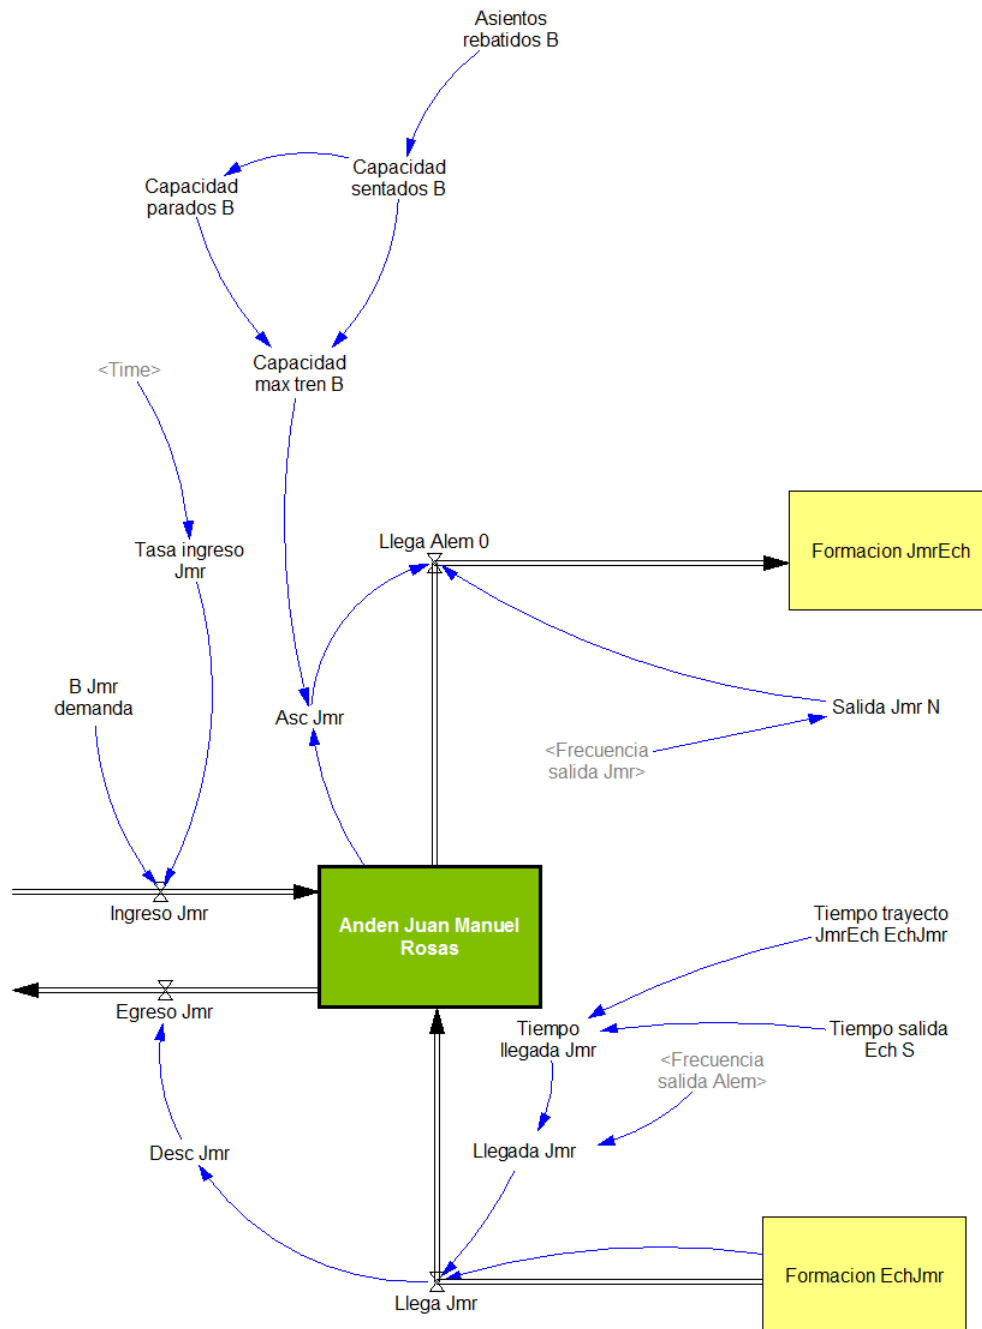 Asientos
rebatidos B
Capacidad
sentados B
Capacidad
parados B
Capacidad
max tren B
<Time>
Llega Alem 0
Formacion JmrEch
Tasa ingreso
Jmr
B Jmr
demanda
Asc Jmr
Salida Jmr N
<Frecuencia
salida Jmr>
Ingreso Jmr
Anden Juan Manuel
Rosas
Tiempo trayecto
JmrEch EchJmr
Egreso Jmr
Tiempo
llegada Jmr
Tiempo salida
Ech S
<Frecuencia
salida Alem>
Desc Jmr
Llegada Jmr
Formacion EchJmr
Llega Jmr